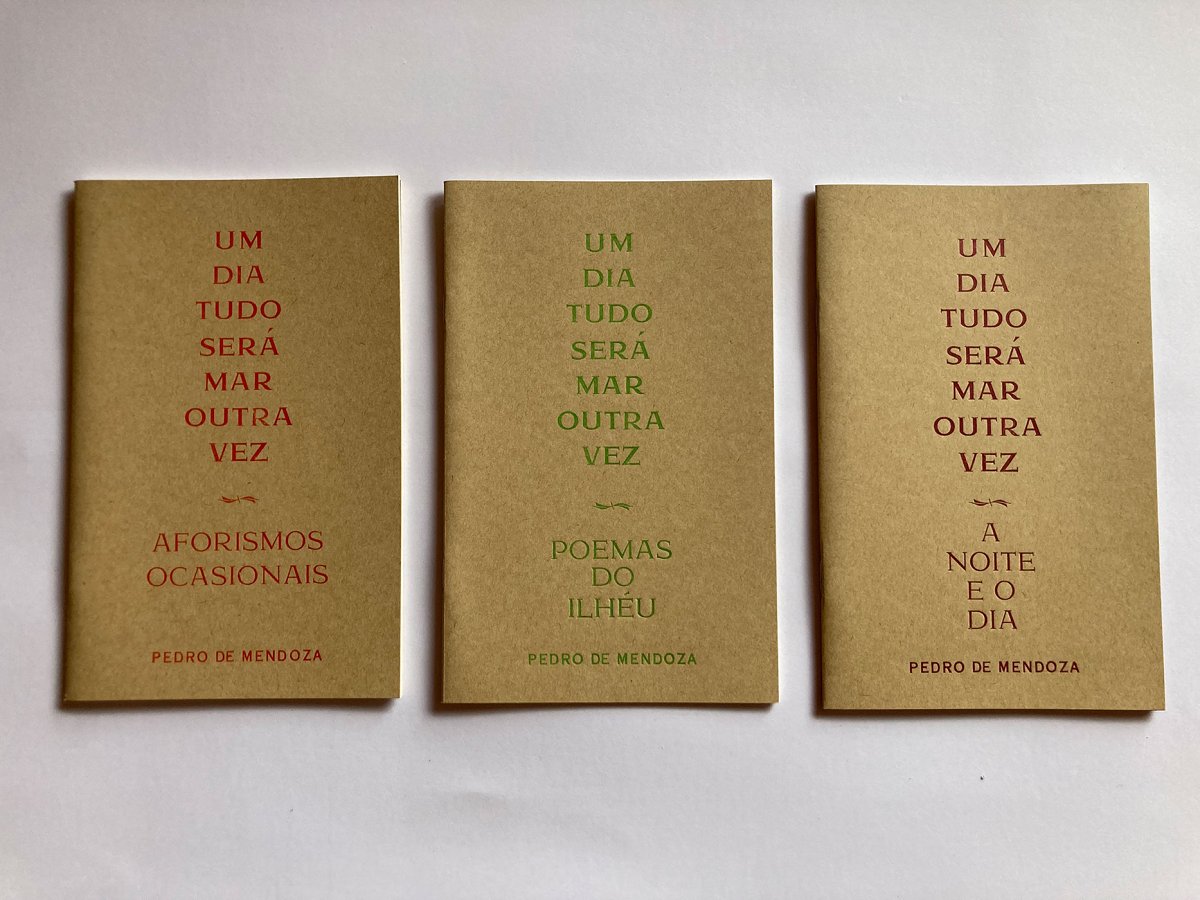 UM
DIA
TUDO
SERÁ
MAR
OUTRA
VEZ
AFORISMOS
OCASIONAIS
PEDRO DE MENDOZA
UM
DIA
TUDO
SERÁ
MAR
OUTRA
VEZ
POEMAS
DO
ILHÉU
PEDRO DE MENDOZA
UM
DIA
TUDO
SERÁ
MAR
OUTRA
VEZ
A
NOITE
E O
DIA
PEDRO DE MENDOZA